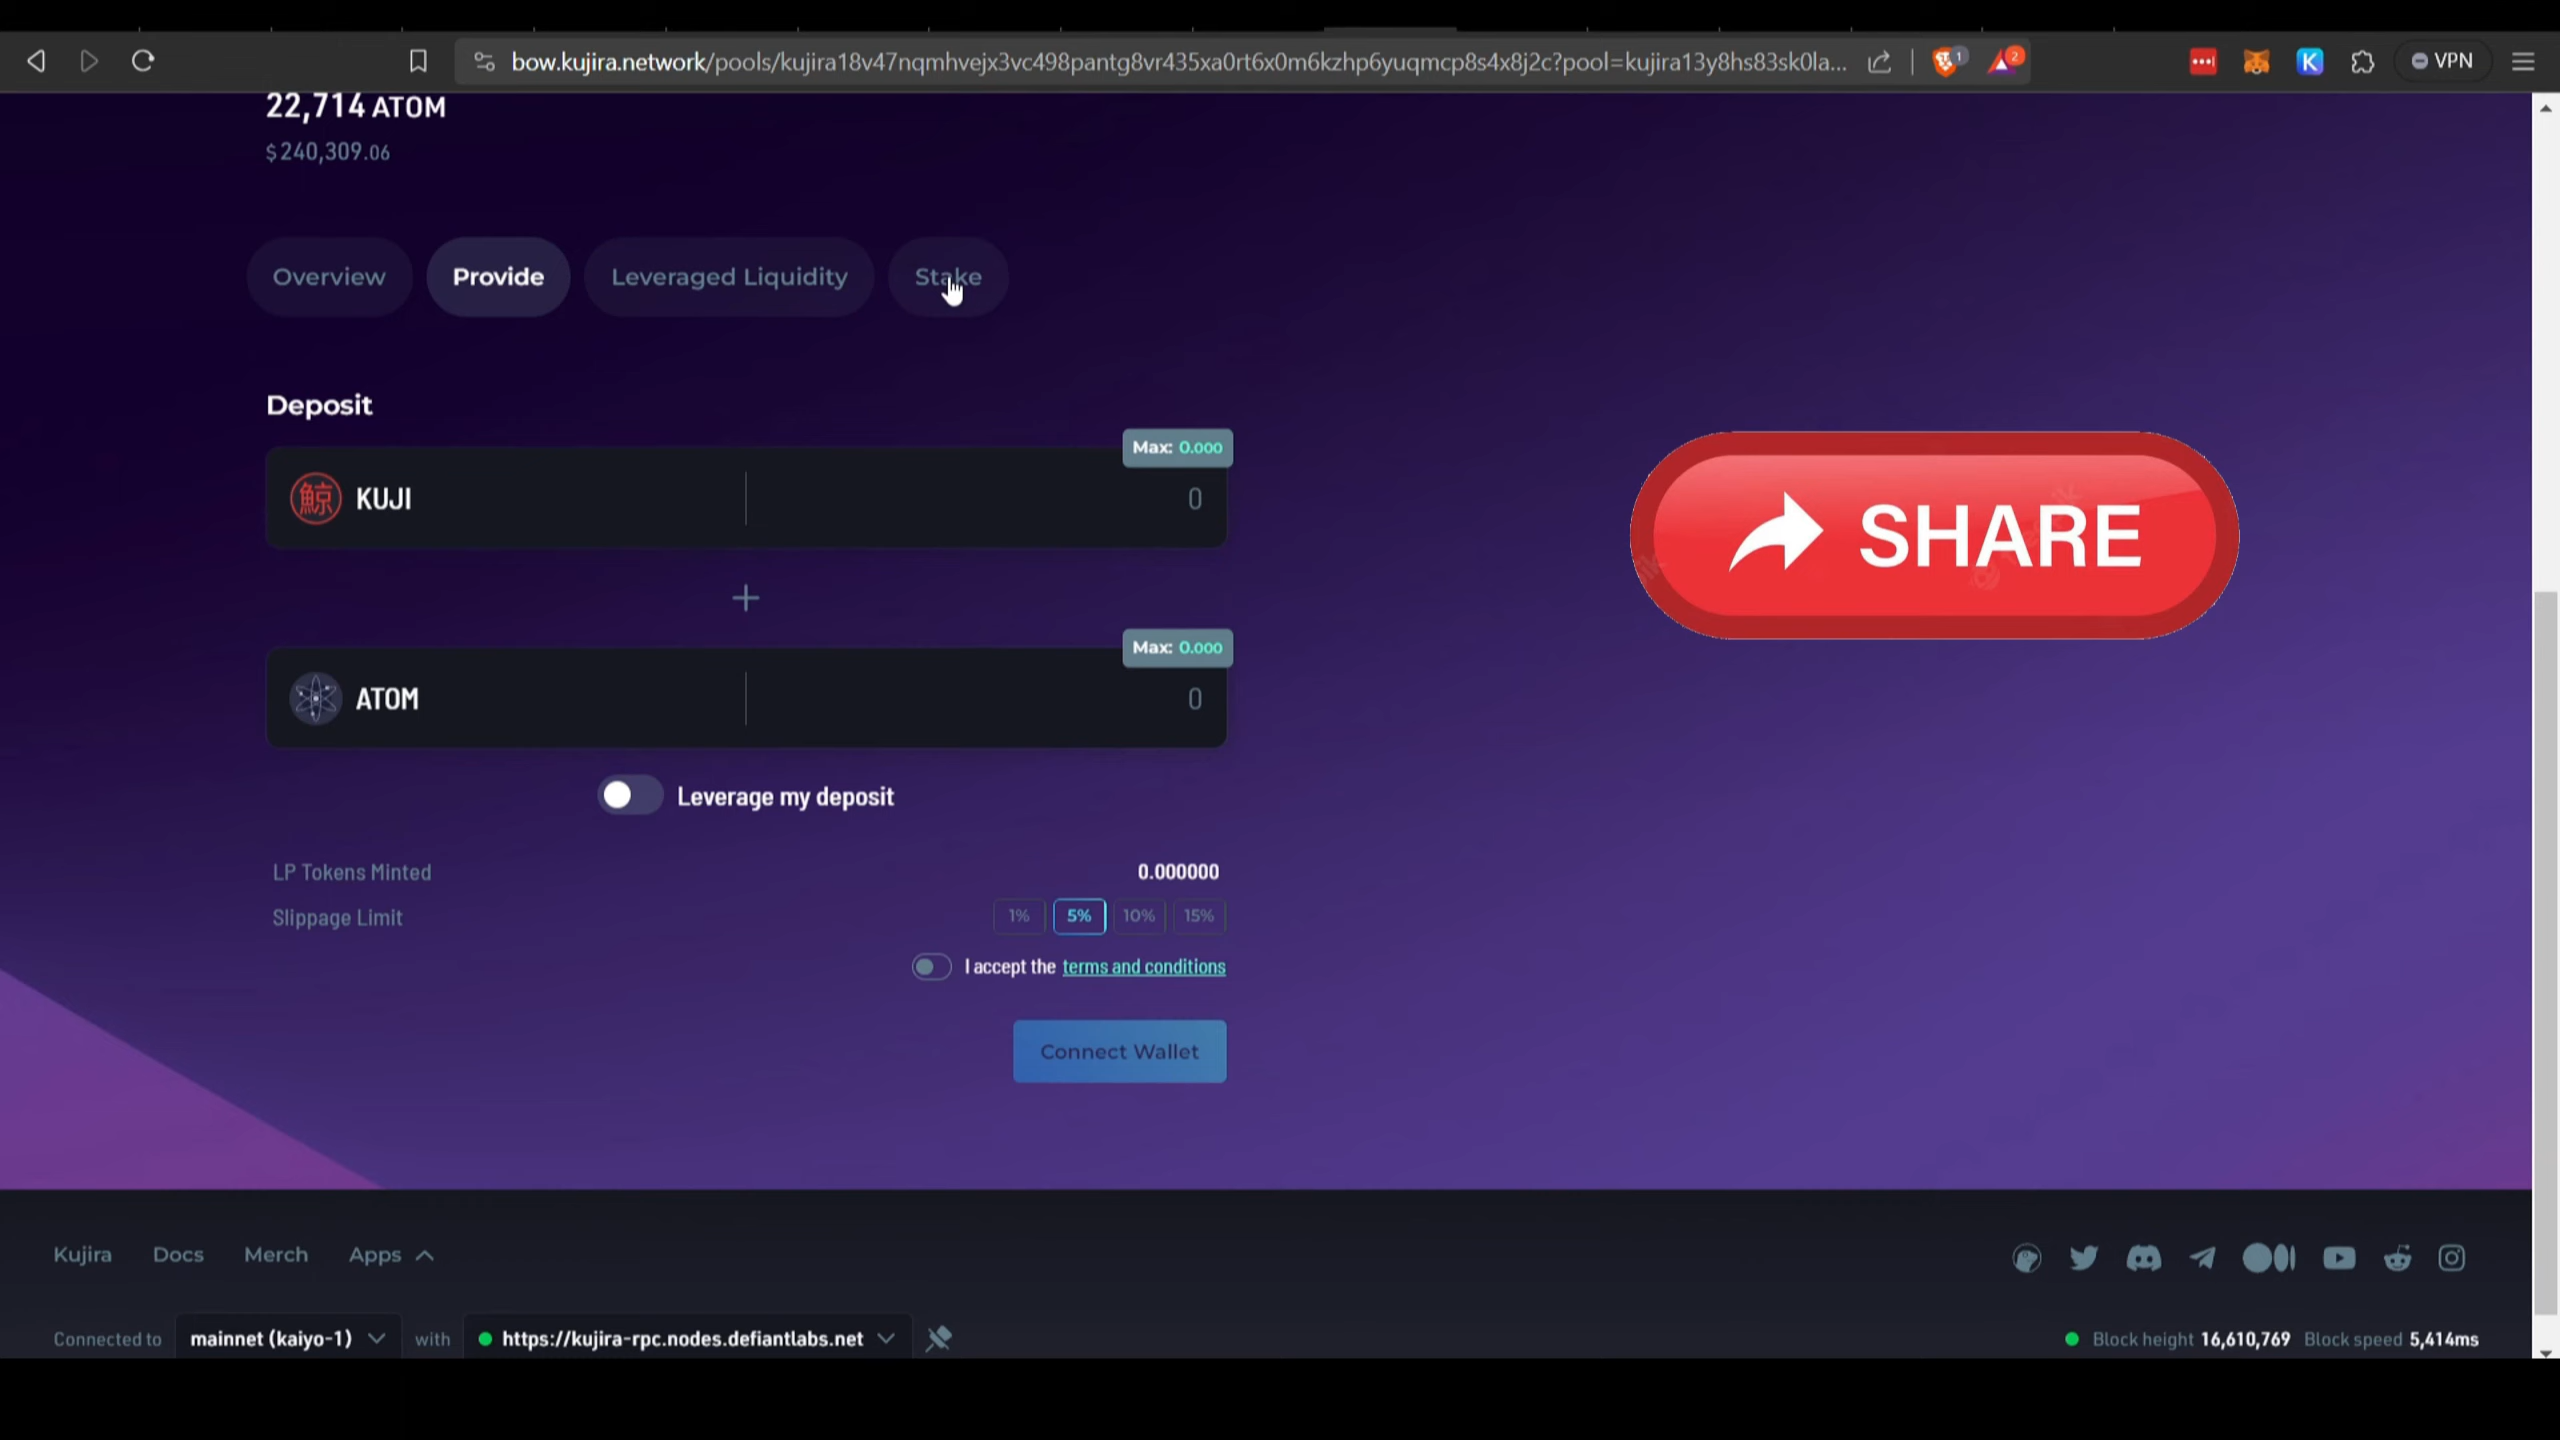 bow.kujira.network/pools/kujira18v47nqmhvejx3vc498pantg8vr435xa0rt6x0m6kzhp6yuqmcp8s4x8j2c?pool=kujira13y8hs83sk0la...
1
2
K
VPN
22,714 ATOM
$240,309.06
Overview
Provide
Leveraged Liquidity
Stake
Deposit
Max: 0.000
鯨 KUJI
0
SHARE
Max: 0.000
ATOM
0
Leverage my deposit
LP Tokens Minted
0.000000
Slippage Limit
1%
5%
10%
15%
I accept the terms and conditions
Connect Wallet
Kujira
Docs
Merch
Apps
Connected to mainnet (kaiyo-1) with https://kujira-rpc.nodes.defiantlabs.net
Block height 16,610,769 Block speed 5,414ms